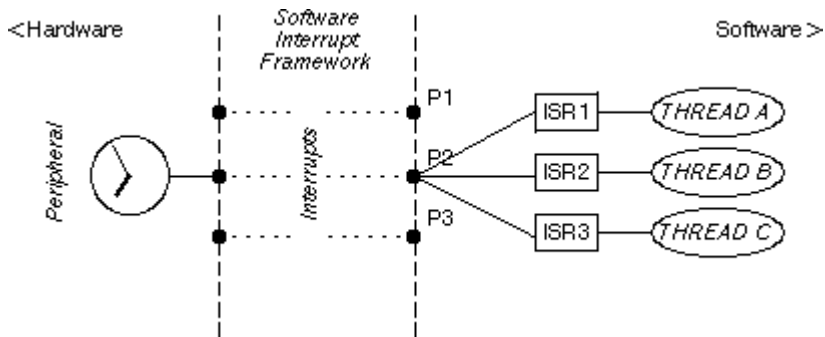 <Hardware
Software
Interrupt
Framework
Software>
Peripheral
Interrupts
P1
P2
P3
ISR1
THREAD A
ISR2
THREAD B
ISR3
THREAD C